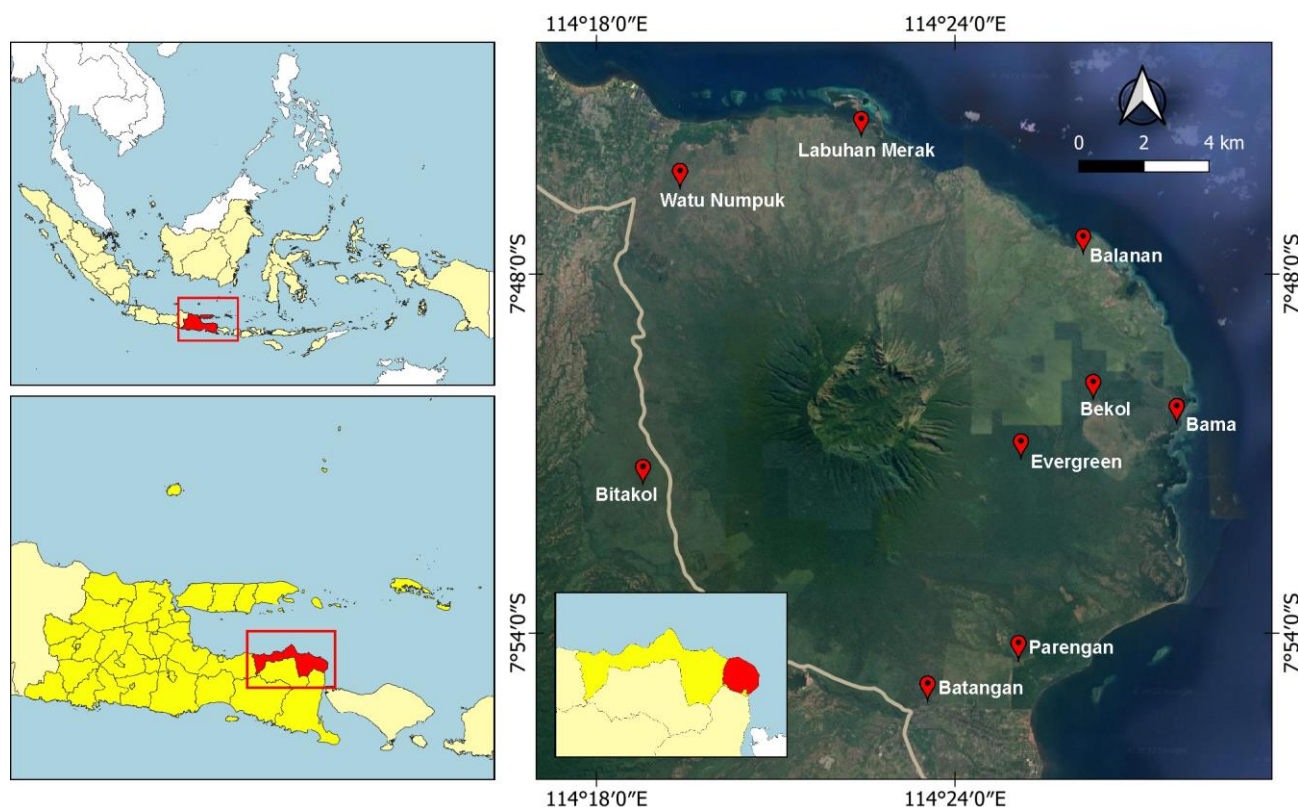 114°18′0″E
114°24′0″E
0 2 4 km
Labuhan Merak
Watu Numpuk
Balanan
7°48′0″S
7°48′0″S
Bekol
Bama
Evergreen
Bitakol
7°54′0″S
7°54′0″S
Parengan
Batangan
114°18′0″E
114°24′0″E